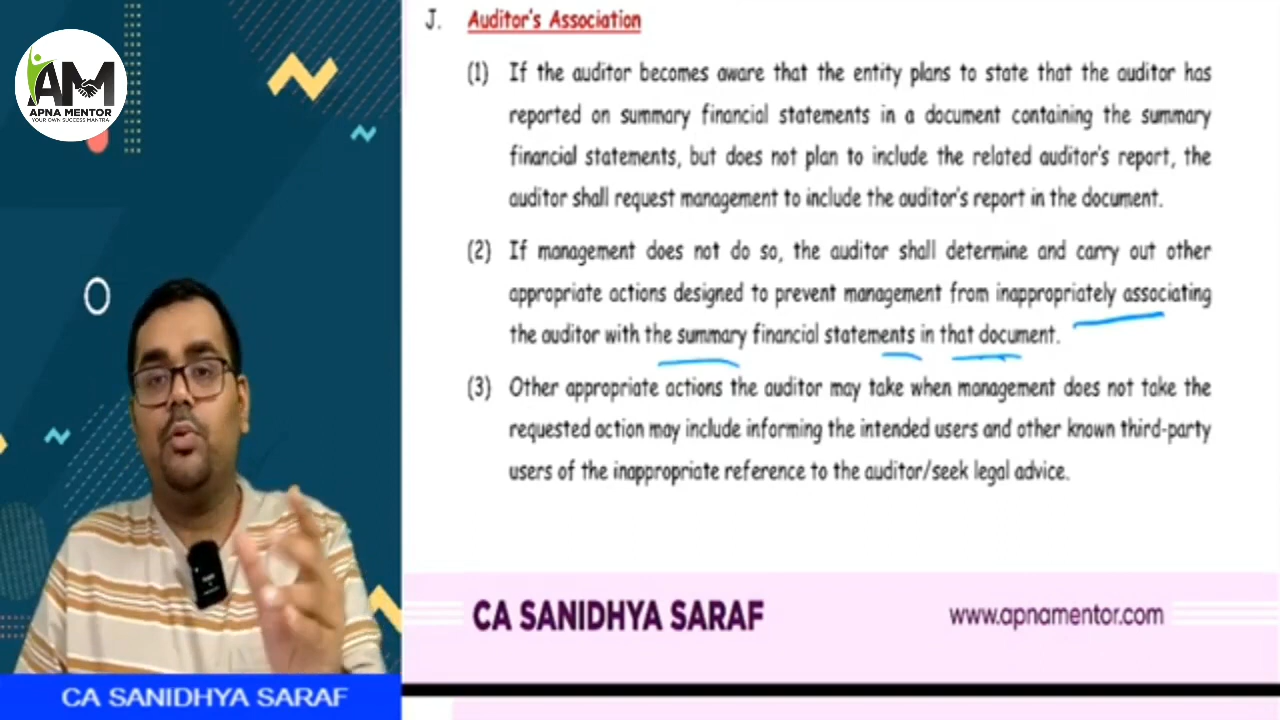 AM
APNA MENTOR
YOUR OWN SUCCESS MANTRA
J. Auditor's Association
(1) If the auditor becomes aware that the entity plans to state that the auditor has
reported on summary financial statements in a document containing the summary
financial statements, but does not plan to include the related auditor's report, the
auditor shall request management to include the auditor's report in the document.
(2) If management does not do so, the auditor shall determine and carry out other
appropriate actions designed to prevent management from inappropriately associating
the auditor with the summary financial statements in that document.
(3) Other appropriate actions the auditor may take when management does not take the
requested action may include informing the intended users and other known third-party
users of the inappropriate reference to the auditor/seek legal advice.
CA SANIDHYA SARAF
www.apnamentor.com
CA SANIDHYA SARAF